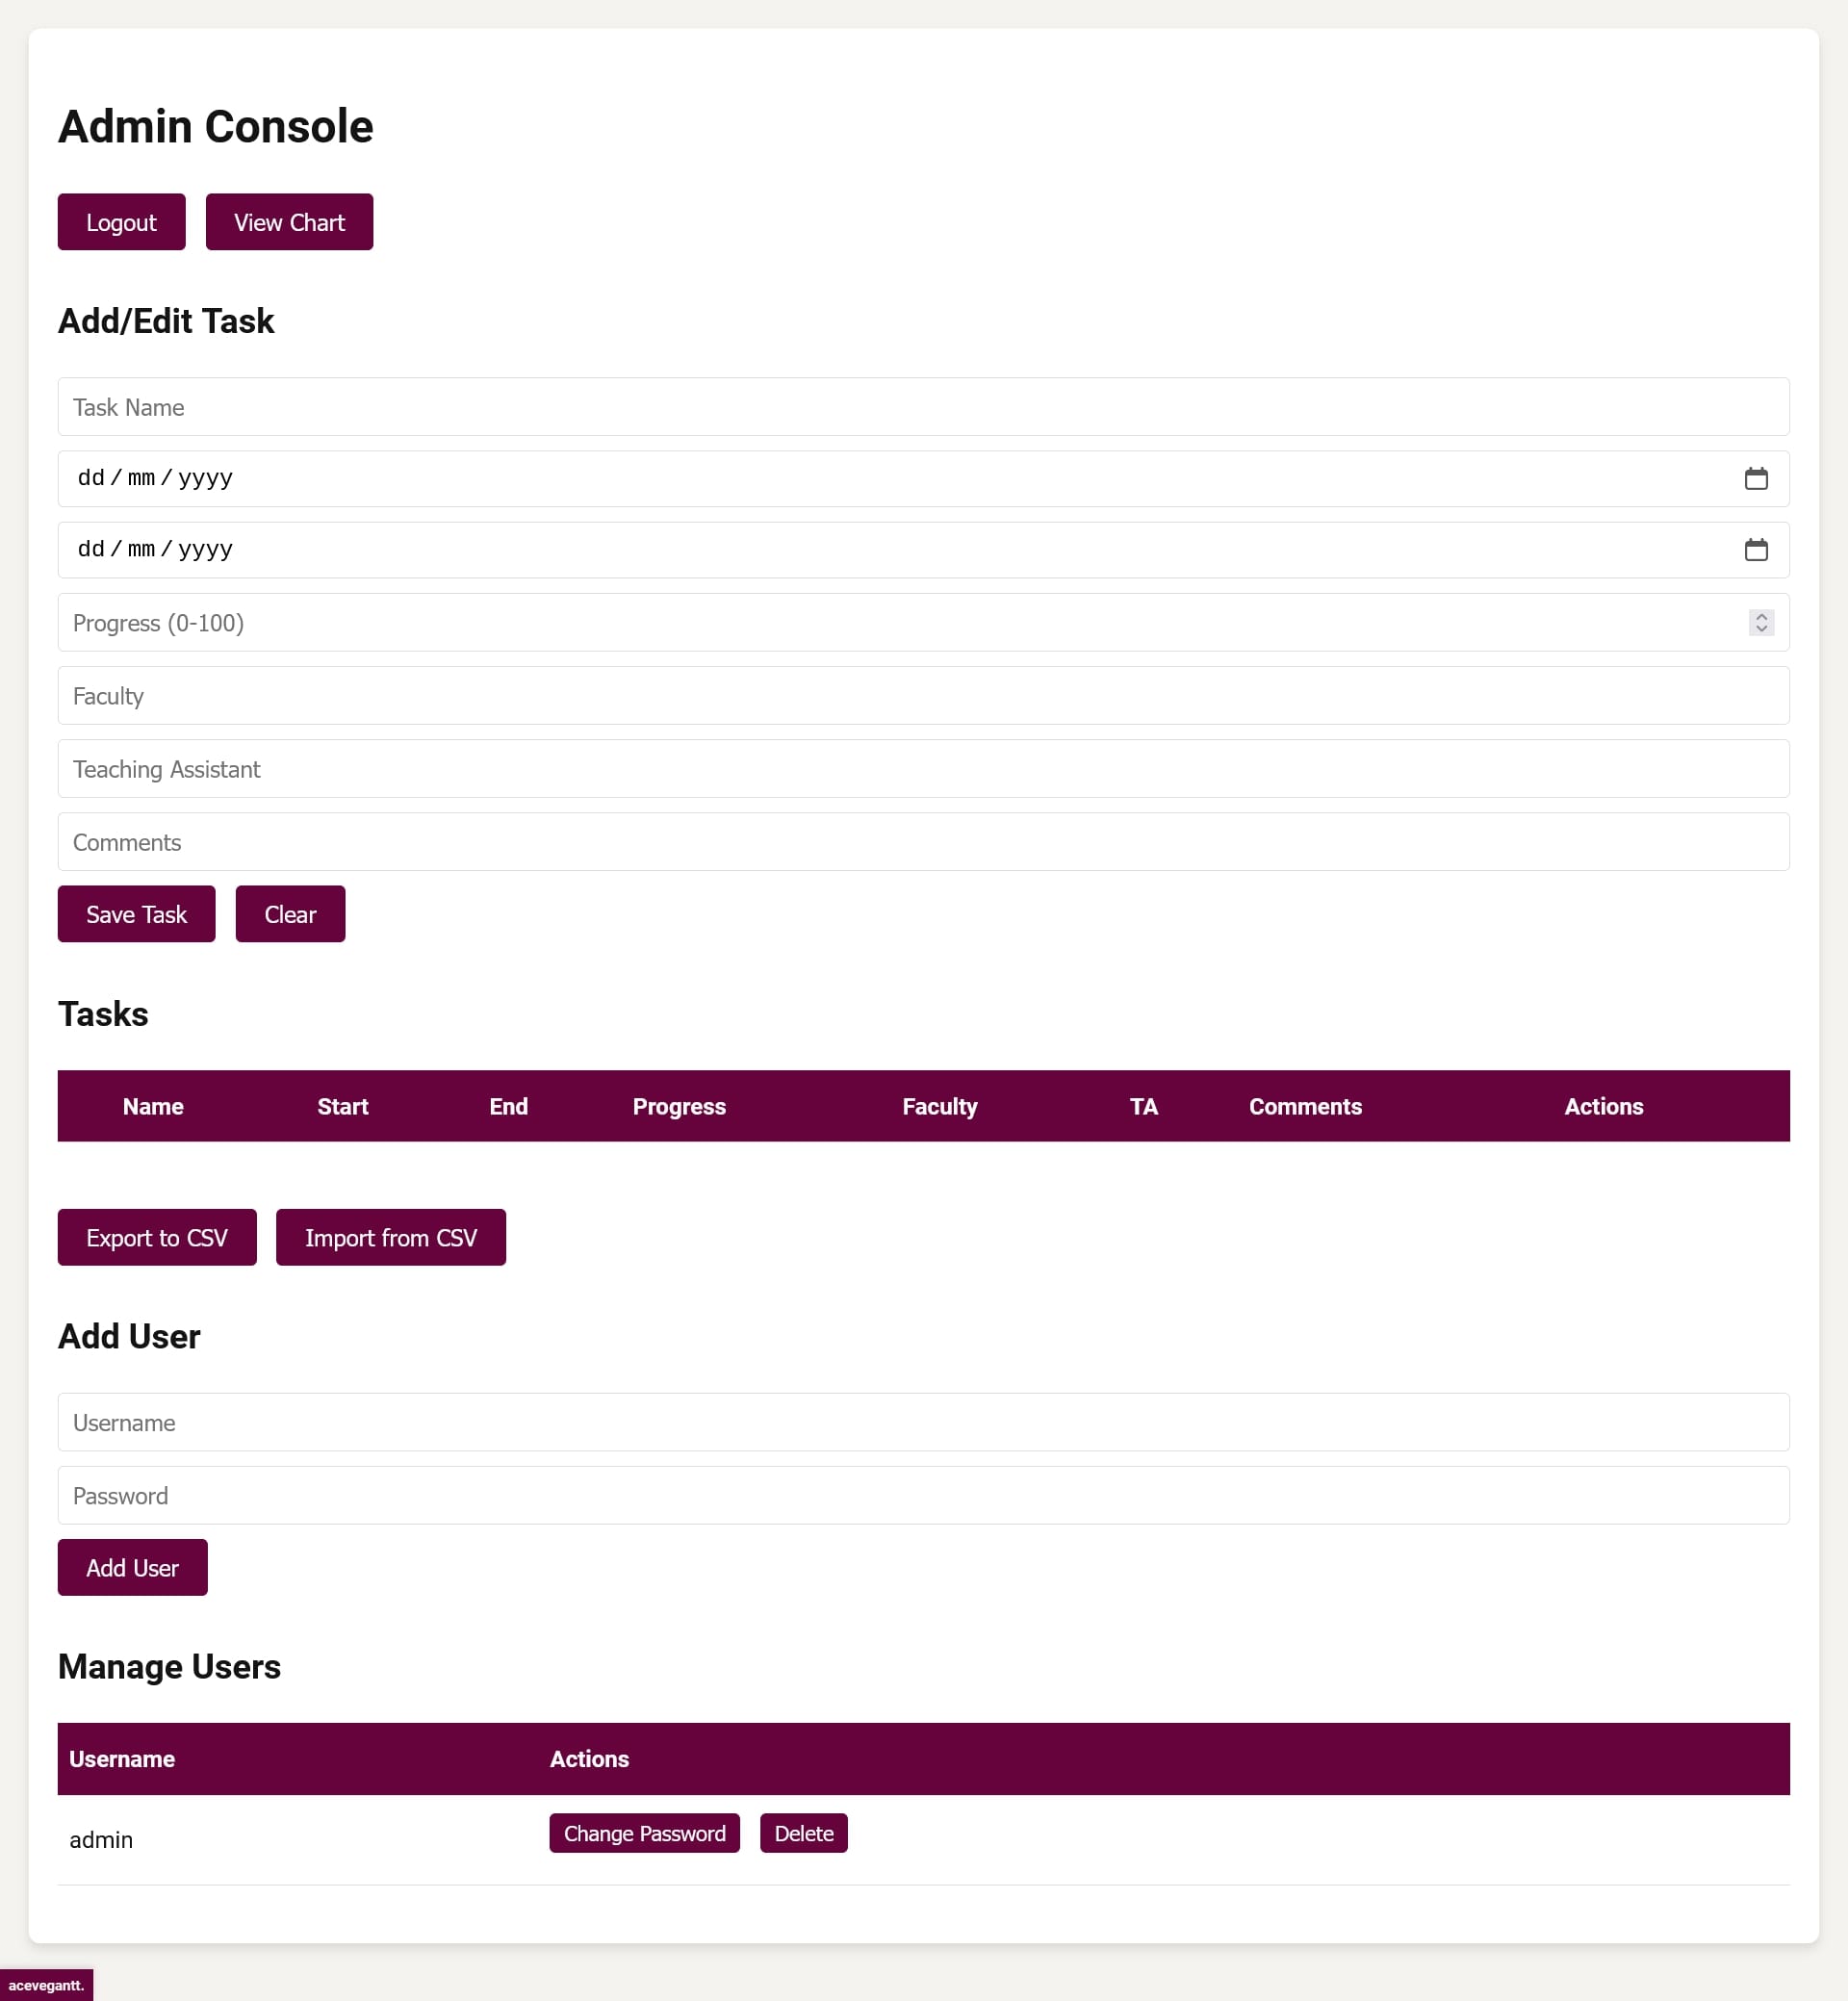 Admin Console
Logout View Chart
Add/Edit Task
Task Name
dd / mm / yyyy
dd / mm / yyyy
Progress (0-100)
Faculty
Teaching Assistant
Comments
Save Task Clear
Tasks
Name Start End Progress Faculty TA Comments Actions
Export to CSV Import from CSV
Add User
Username
Password
Add User
Manage Users
Username Actions
admin Change Password Delete
acevegantt.